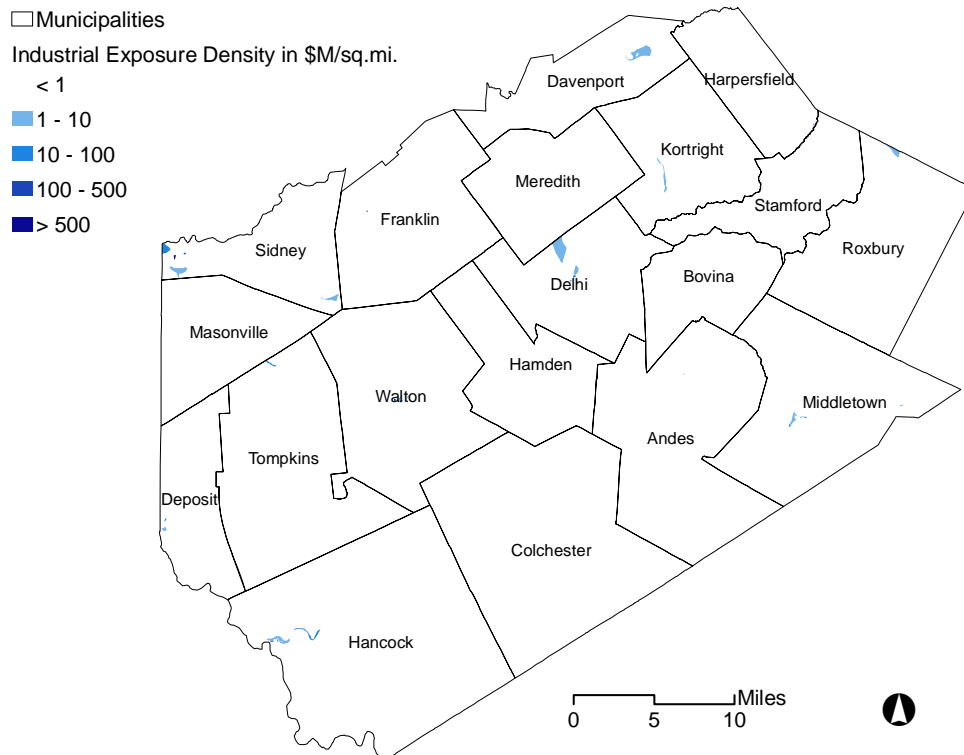 Municipalities
Industrial Exposure Density in $M/sq.mi.
< 1
1 - 10
10 - 100
100 - 500
> 500
Davenport
Harpersfield
Kortright
Meredith
Stamford
Franklin
Sidney
Roxbury
Bovina
Delhi
Masonville
Hamden
Walton
Middletown
Andes
Tompkins
Deposit
Colchester
Hancock
Miles
0 5 10